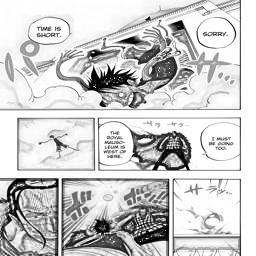 SORRY.
TIME IS
SHORT.
I MUST
BE GOING
TOO.
THE
ROYAL
MAUSO-
LEUM IS
WEST OF
HERE.